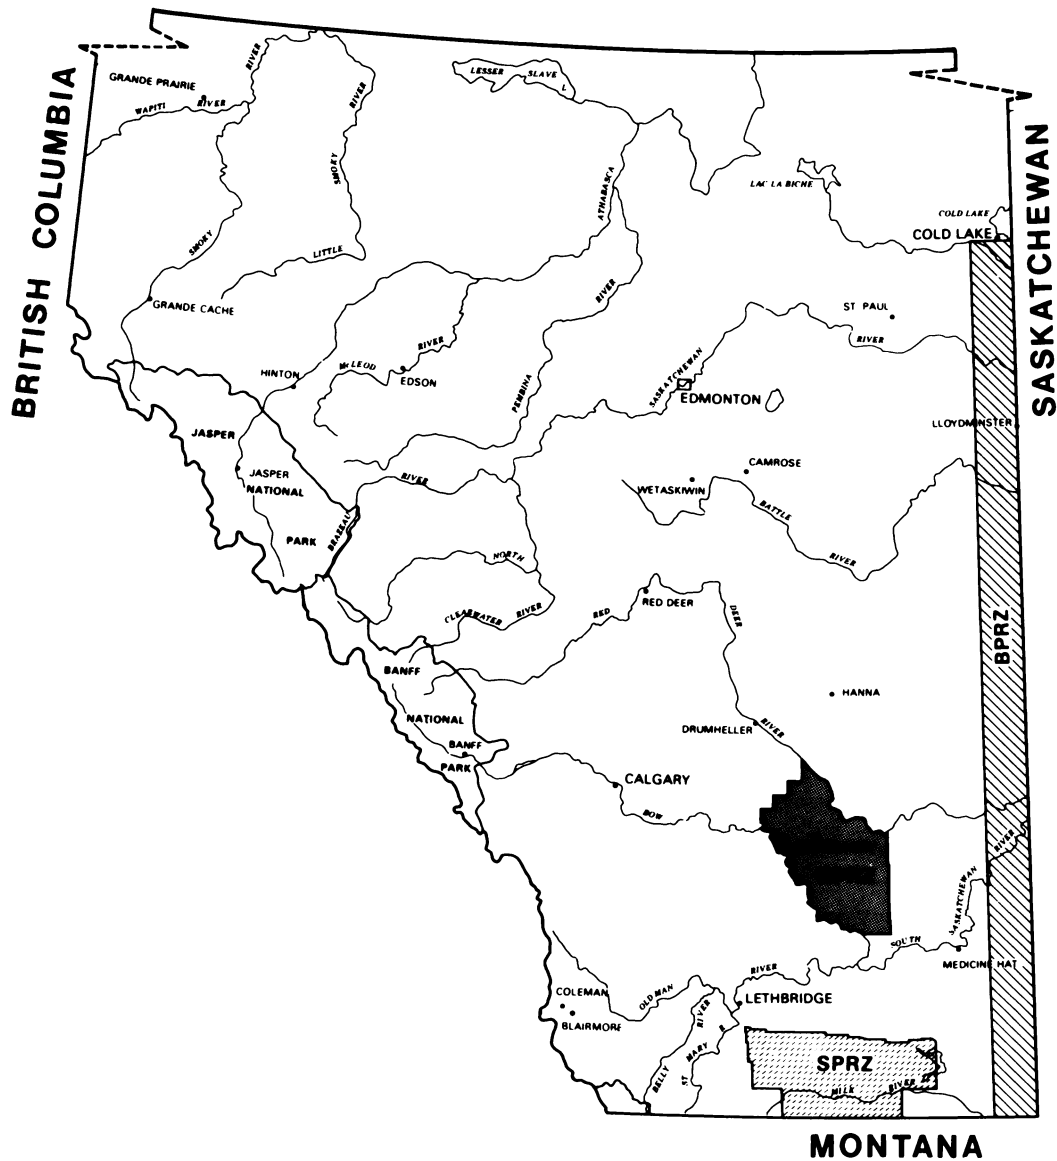 BRITISH COLUMBIA
SASKATCHEWAN
MONTANA
GRANDE PRAIRIE
WAPITI RIVER
RIVER
SMOKY
SMOKY
RIVER
LITTLE
LESSER SLAVE L
ATHABASCA
RIVER
PEMBINA
LAC LA BICHE
COLD LAKE
COLD LAKE
GRANDE CACHE
ST PAUL
RIVER
SASKATCHEWAN
EDMONTON
HINTON
McLEOD
RIVER
EDSON
LLOYDMINSTER
JASPER
JASPER
NATIONAL
PARK
BRAZEAU
RIVER
CAMROSE
WETASKIWIN
BATTLE
RIVER
NORTH
CLEARWATER RIVER
RED
RED DEER
DEER
RIVER
BPRZ
BANFF
NATIONAL
BANFF
PARK
HANNA
DRUMHELLER
CALGARY
BOW
RIVER
SASKATCHEWAN
SOUTH
MEDICINE HAT
RIVER
OLDMAN
LETHBRIDGE
COLEMAN
BLAIRMORE
RIVER
BELLY
ST MARY R
SPRZ
MILK RIVER